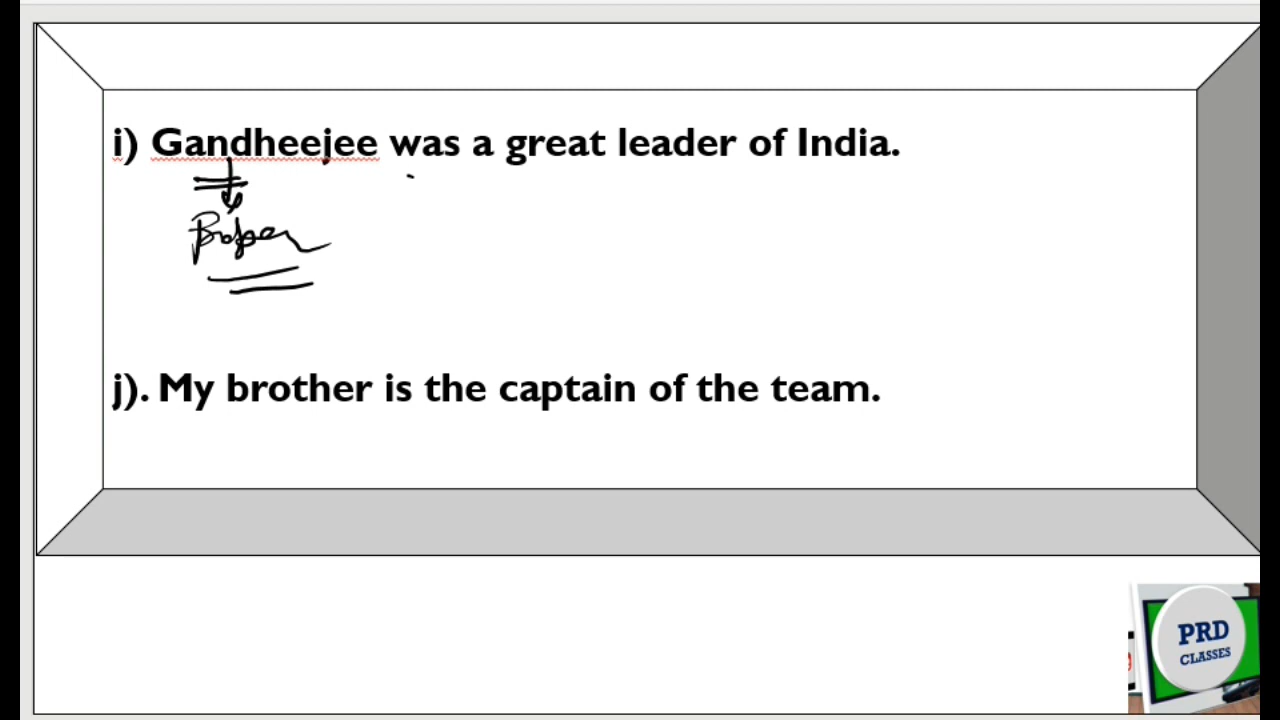 i) Gandheejee was a great leader of India.
Proper
j). My brother is the captain of the team.
PRD
CLASSES